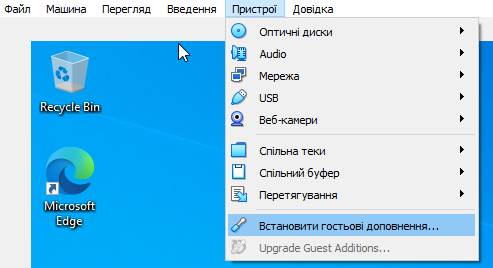 Файл Машина Перегляд Введення Пристрої Довідка
Оптичні диски
Audio
Мережа
USB
Веб-камери
Спільна теки
Спільний буфер
Перетягування
Встановити гостьові доповнення...
Upgrade Guest Additions...
Recycle Bin
Microsoft
Edge